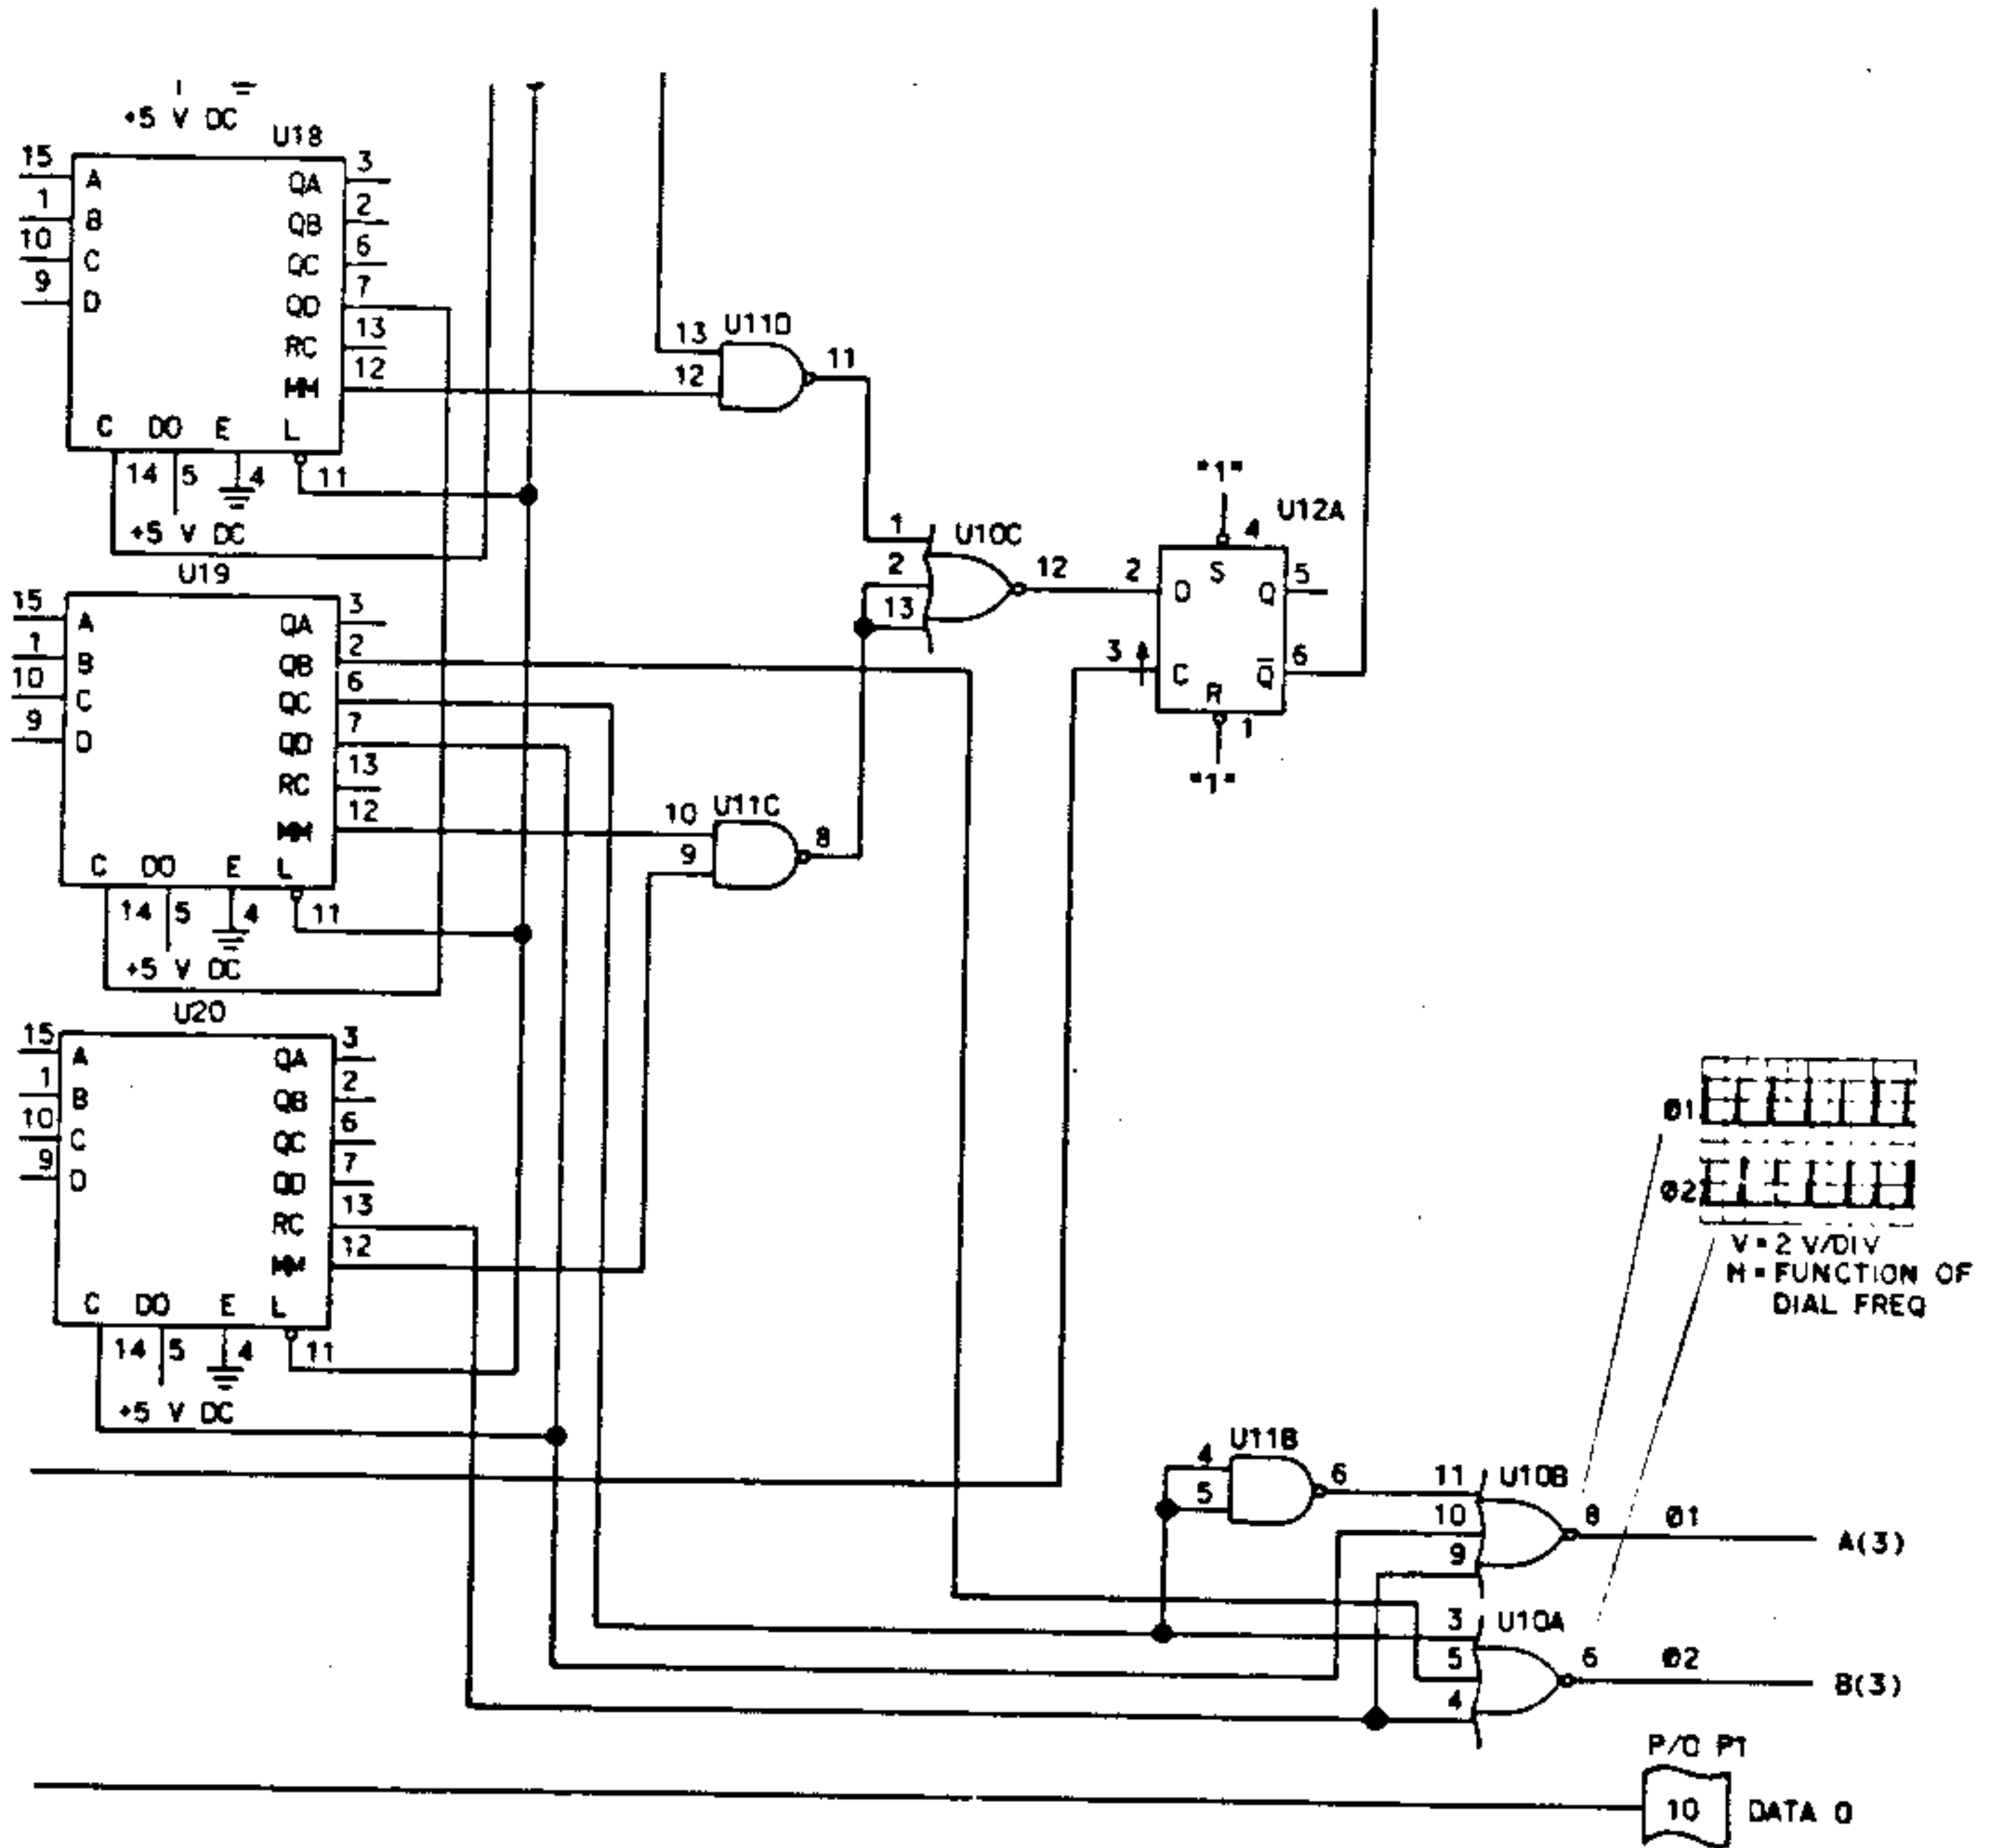 +5 V DC
U18
15 A QA 3
1 B QB 2
10 C QC 6
9 D QD 7
RC 13
MM 12
C DO E L
14 5 4 11
+5 V DC
U19
15 A QA 3
1 B QB 2
10 C QC 6
9 D QD 7
RC 13
MM 12
C DO E L
14 5 4 11
+5 V DC
U20
15 A QA 3
1 B QB 2
10 C QC 6
9 D QD 7
RC 13
MM 12
C DO E L
14 5 4 11
+5 V DC
U11D
13
12
11
U11C
10
9
8
U10C
1
2
13
12
"1"
U12A
4
S
2 D Q 5
3 C Q̅ 6
R
1
"1"
Ø1
Ø2
V = 2 V/DIV
H = FUNCTION OF
DIAL FREQ
U11B
4
5
6
U10B
11
10
9
8 Ø1 A(3)
U10A
3
5
4
6 Ø2 B(3)
P/O P1
10 DATA 0